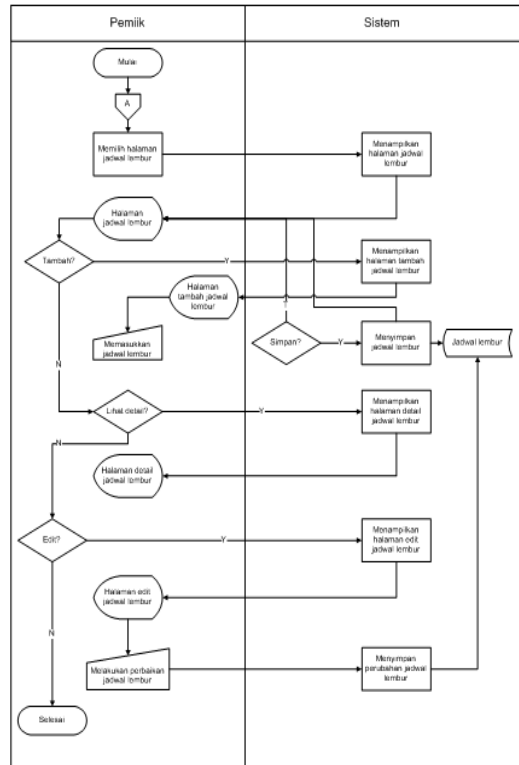 Pemiik
Sistem
Mulai
A
Memilih halaman
jadwal lembur
Menampilkan
halaman jadwal
lembur
Halaman
jadwal lembur
Tambah?
Y
Menampilkan
halaman tambah
jadwal lembur
Halaman
tambah jadwal
lembur
Memasukkan
jadwal lembur
Simpan?
Y
Menyimpan
jadwal lembur
Jadwal lembur
N
Lihat detail?
Y
Menampilkan
halaman detail
jadwal lembur
N
Halaman detail
jadwal lembur
Edit?
Y
Menampilkan
halaman edit
jadwal lembur
Halaman edit
jadwal lembur
N
Melakukan perbaikan
jadwal lembur
Menyimpan
perubahan jadwal
lembur
Selesai